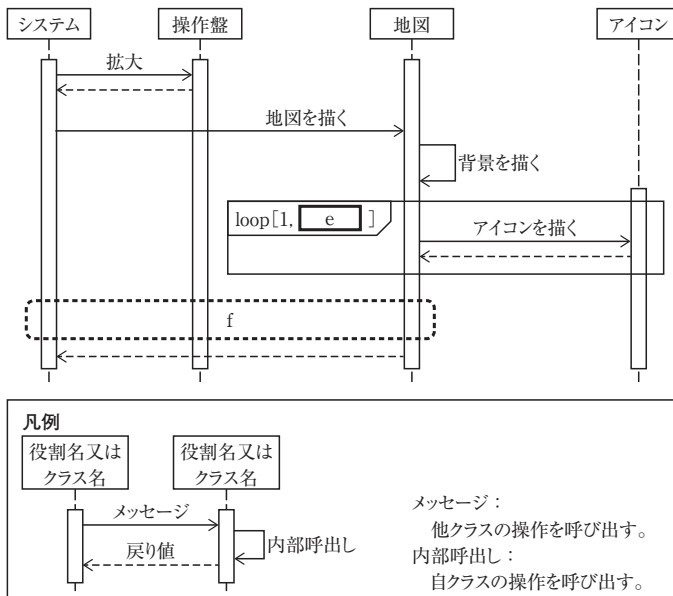 システム
操作盤
地図
アイコン
拡大
地図を描く
背景を描く
loop[1, e ]
アイコンを描く
f
凡例
役割名又は
クラス名
役割名又は
クラス名
メッセージ
内部呼出し
戻り値
メッセージ：
他クラスの操作を呼び出す。
内部呼出し：
自クラスの操作を呼び出す。